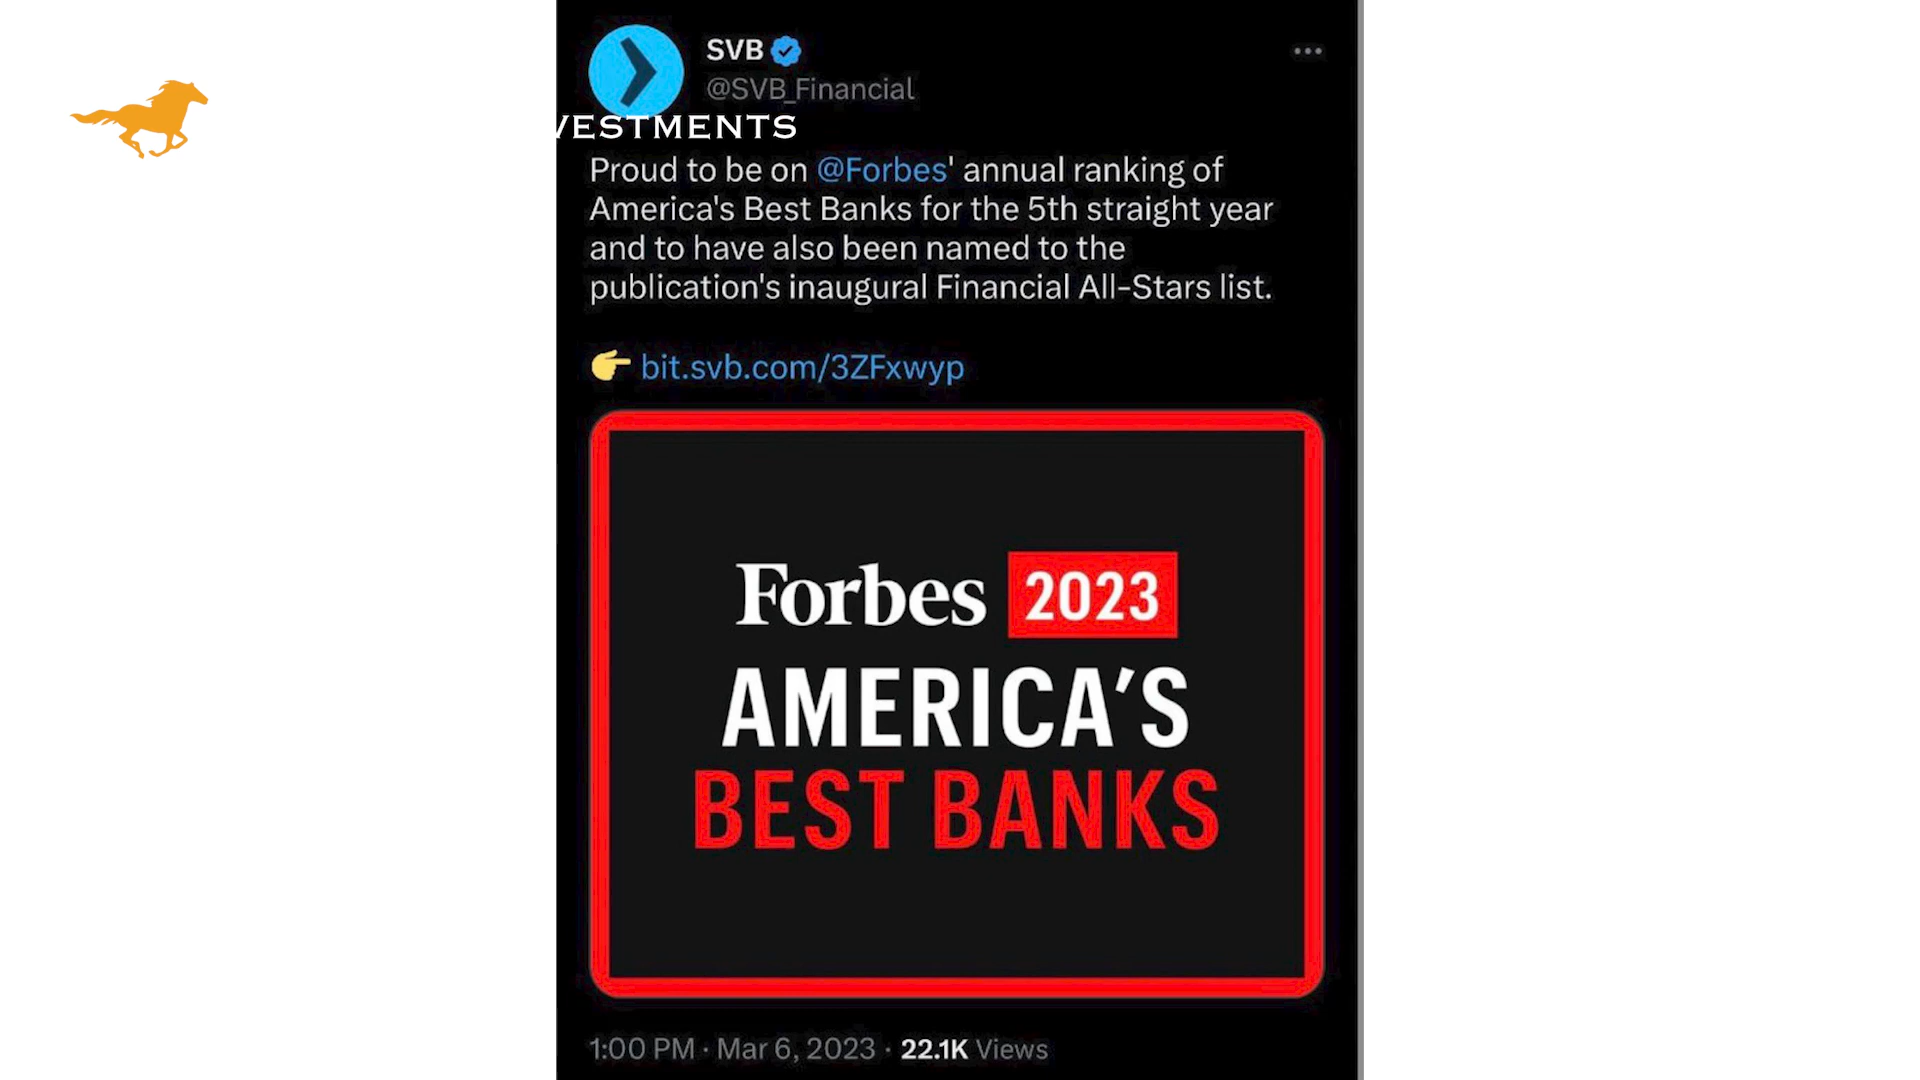 SVB
@SVB_Financial
VESTMENTS
Proud to be on @Forbes' annual ranking of
America's Best Banks for the 5th straight year
and to have also been named to the
publication's inaugural Financial All-Stars list.
👉 bit.svb.com/3ZFxwyp
Forbes 2023
AMERICA'S
BEST BANKS
1:00 PM · Mar 6, 2023 · 22.1K Views